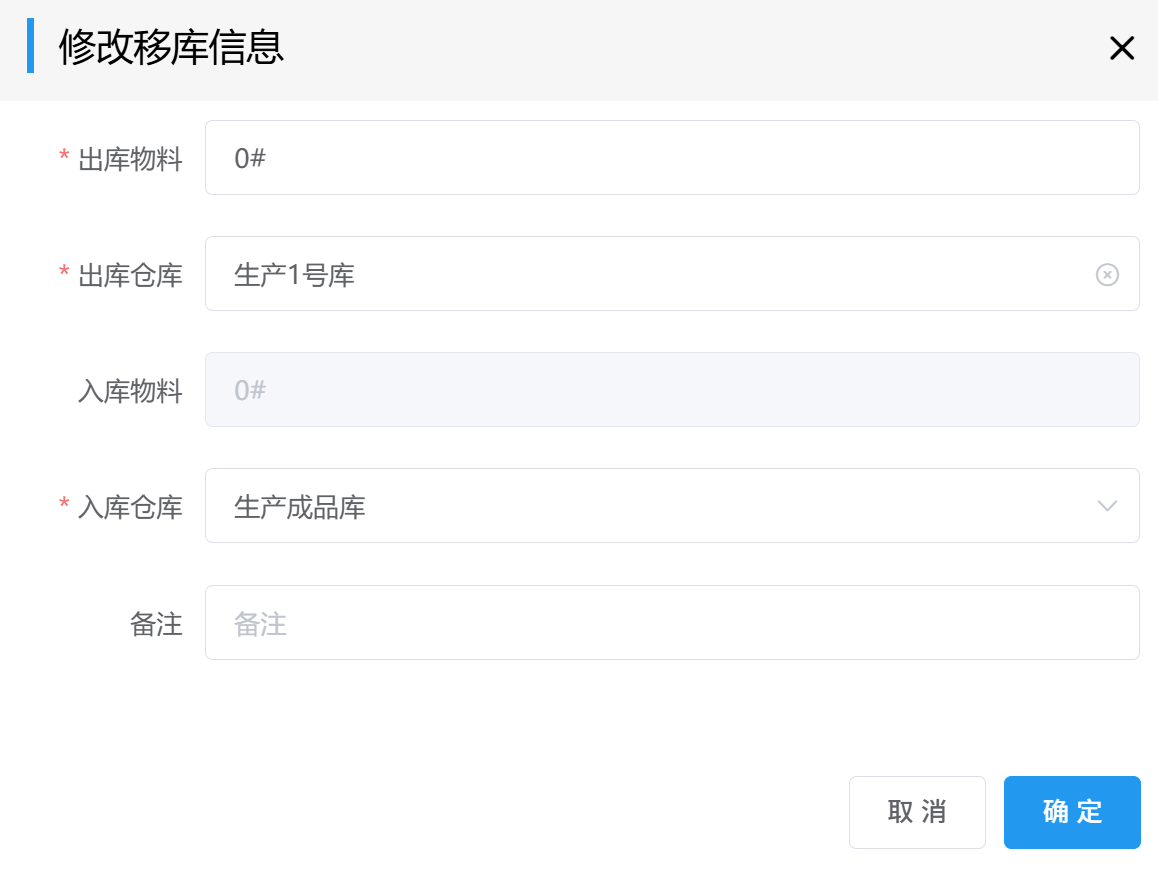 修改移库信息
* 出库物料 0#
* 出库仓库 生产1号库
入库物料 0#
* 入库仓库 生产成品库
备注 备注
取消 确定